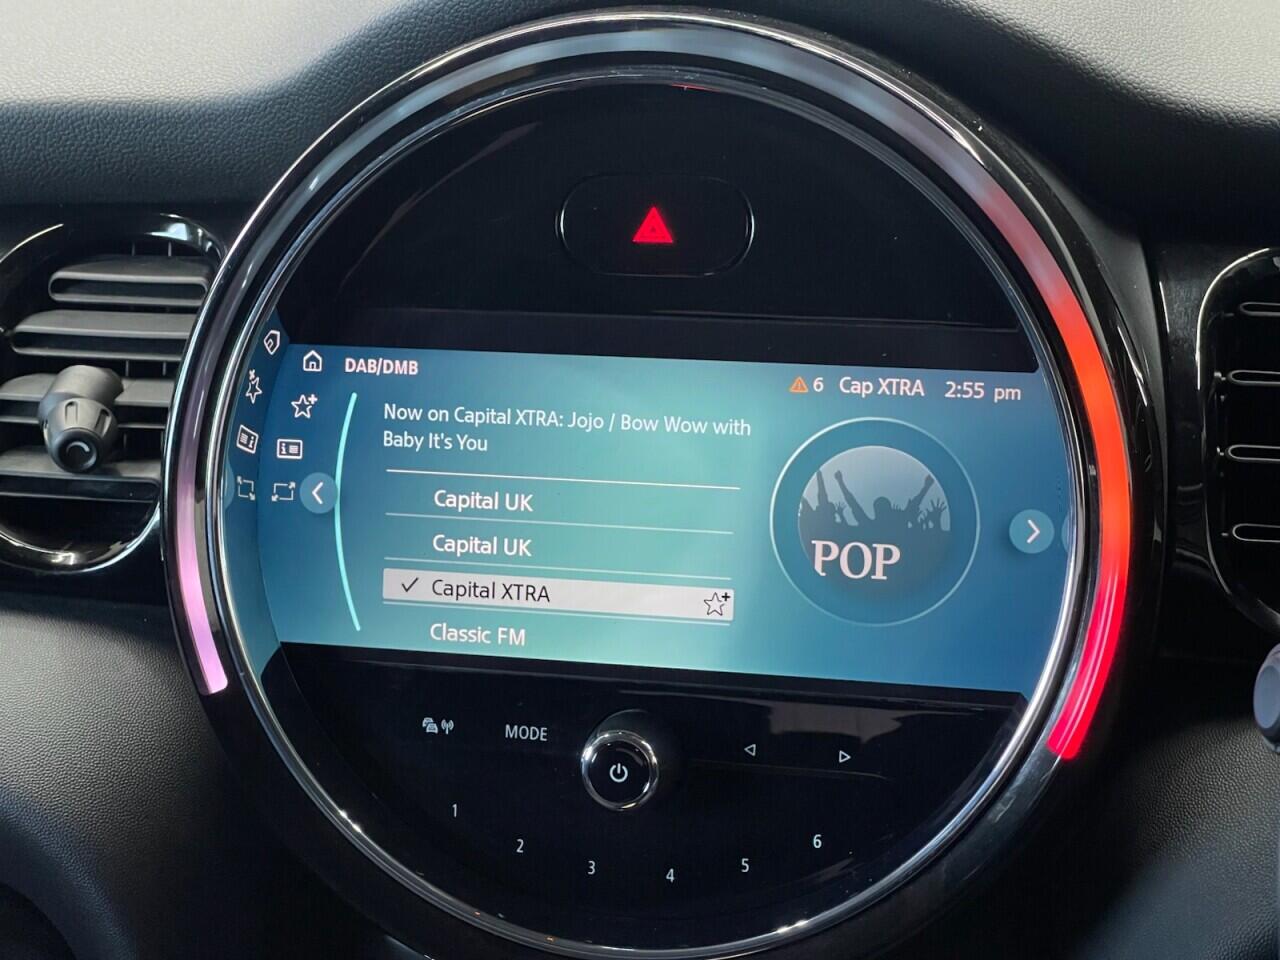 DAB/DMB
6 Cap XTRA 2:55 pm
Now on Capital XTRA: Jojo / Bow Wow with
Baby It's You
Capital UK
Capital UK
Capital XTRA
Classic FM
POP
MODE
1
2
3
4
5
6